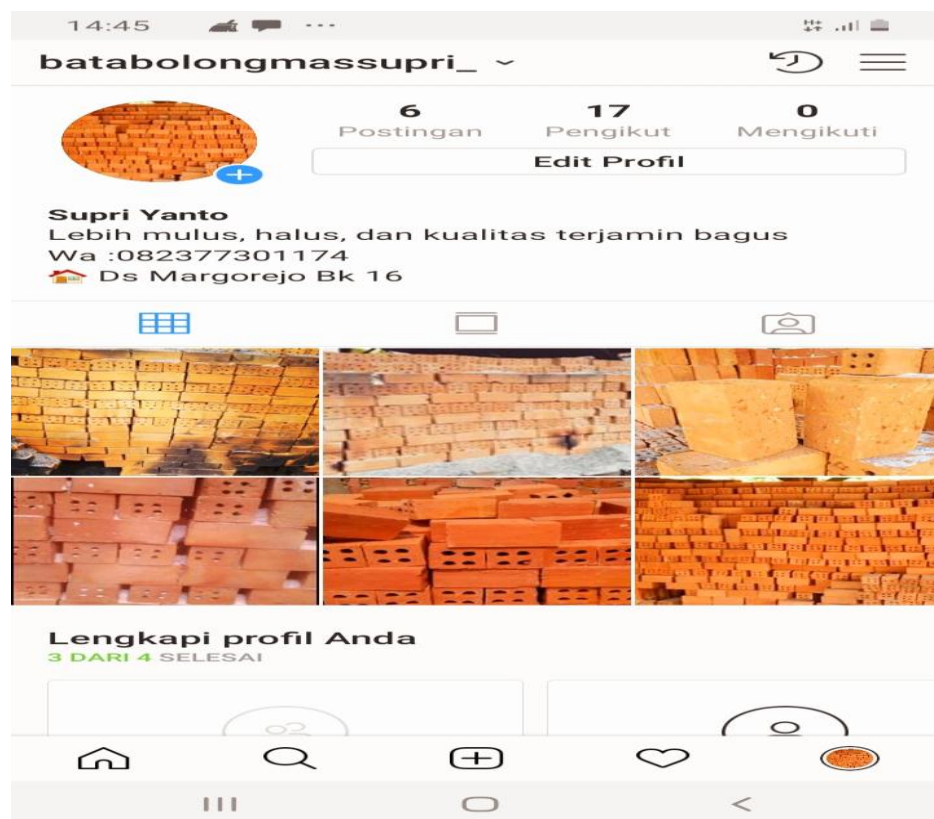 14:45
batabolongmassupri_
6 17 0
Postingan Pengikut Mengikuti
Edit Profil
Supri Yanto
Lebih mulus, halus, dan kualitas terjamin bagus
Wa :082377301174
Ds Margorejo Bk 16
Lengkapi profil Anda
3 DARI 4 SELESAI